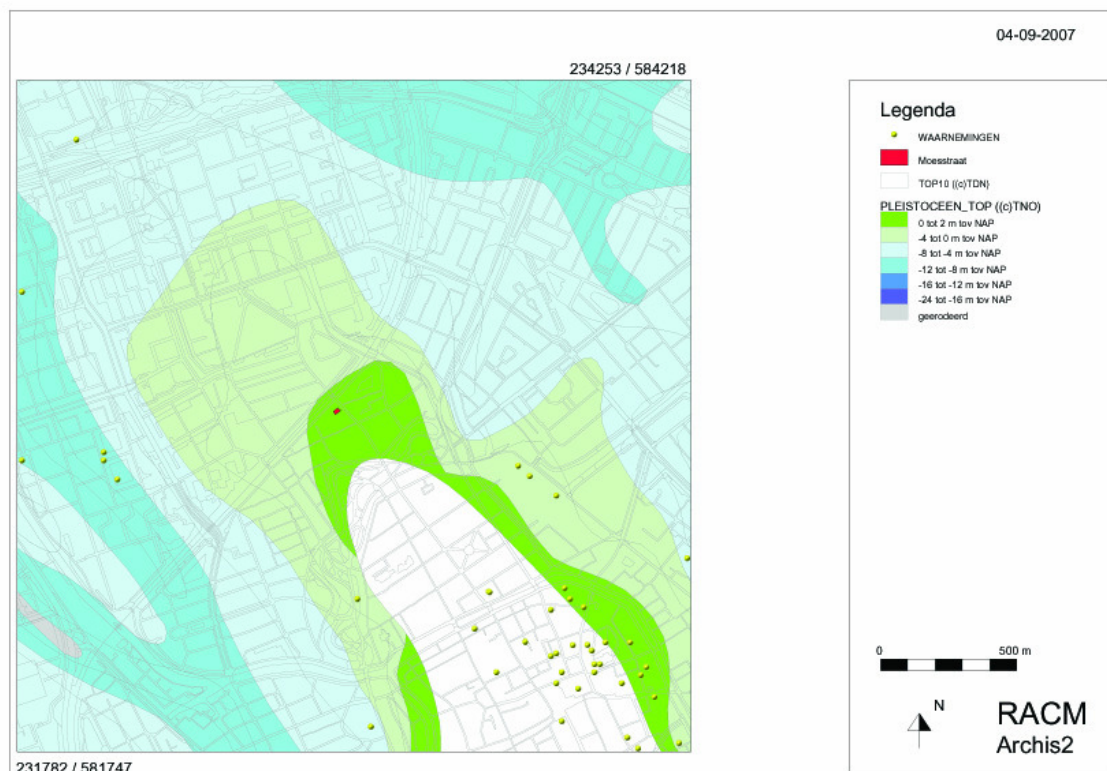 04-09-2007
234253 / 584218
Legenda
WAARNEMINGEN
Moesstraat
TOP10 ((c)TDN)
PLEISTOCEEN_TOP ((c)TNO)
0 tot 2 m tov NAP
-4 tot 0 m tov NAP
-8 tot -4 m tov NAP
-12 tot -8 m tov NAP
-16 tot -12 m tov NAP
-24 tot -16 m tov NAP
geerodeerd
0 500 m
N
RACM
Archis2
231782 / 581747